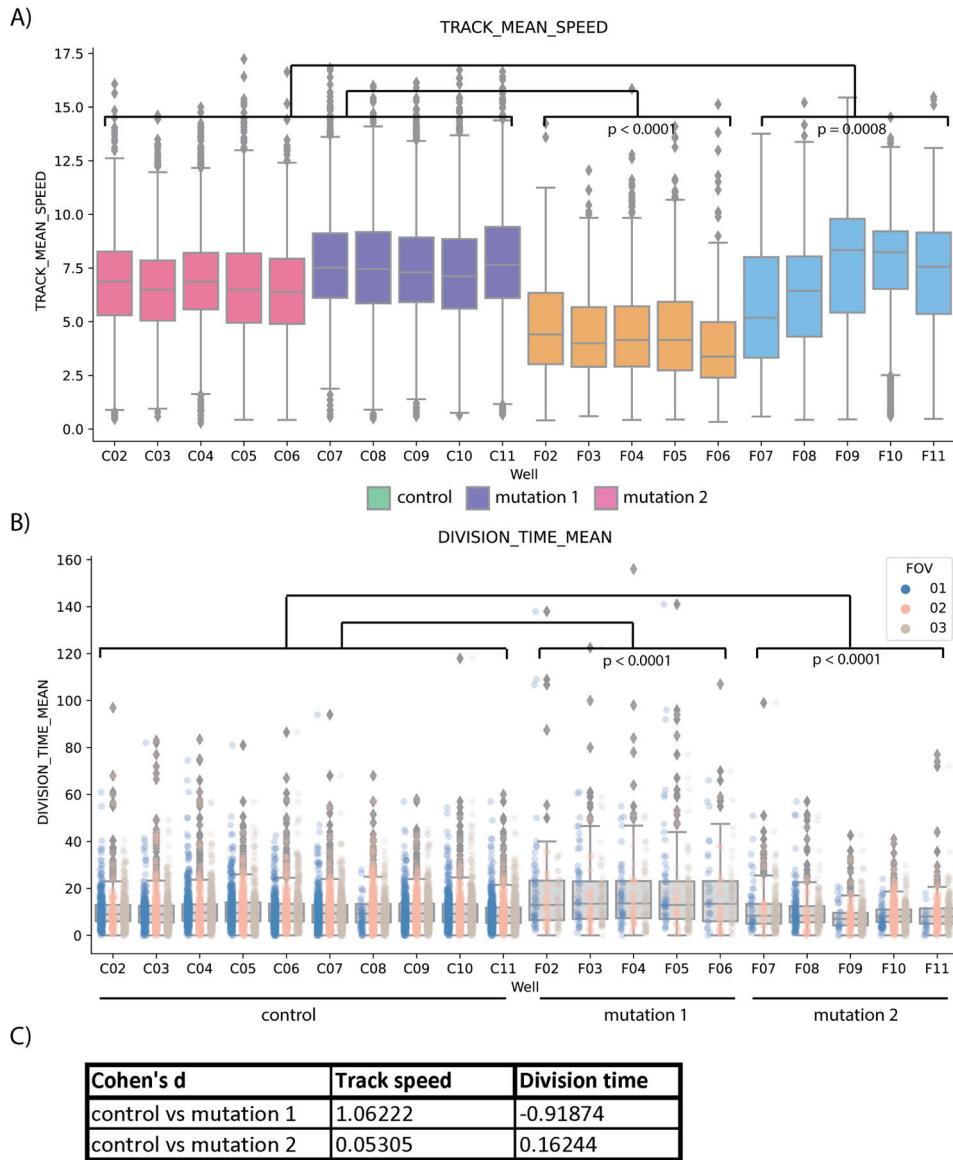 A)
TRACK_MEAN_SPEED
17.5
15.0
12.5
10.0
7.5
5.0
2.5
0.0
TRACK_MEAN_SPEED
p < 0.0001
p = 0.0008
C02 C03 C04 C05 C06 C07 C08 C09 C10 C11 F02 F03 F04 F05 F06 F07 F08 F09 F10 F11
Well
control mutation 1 mutation 2
B)
DIVISION_TIME_MEAN
160
140
120
100
80
60
40
20
0
DIVISION_TIME_MEAN
FOV
01
02
03
p < 0.0001
p < 0.0001
C02 C03 C04 C05 C06 C07 C08 C09 C10 C11 F02 F03 F04 F05 F06 F07 F08 F09 F10 F11
Well
control mutation 1 mutation 2
C)
Cohen's d Track speed Division time
control vs mutation 1 1.06222 -0.91874
control vs mutation 2 0.05305 0.16244